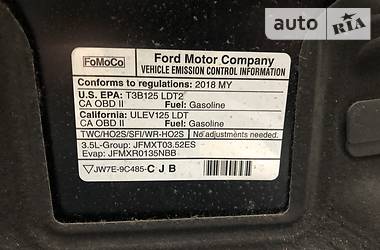 auto RIA
FoMoCo
Ford Motor Company
VEHICLE EMISSION CONTROL INFORMATION
Conforms to regulations: 2018 MY
U.S. EPA: T3B125 LDT2
CA OBD II Fuel: Gasoline
California: ULEV125 LDT
CA OBD II Fuel: Gasoline
TWC/HO2S/SFI/WR-HO2S No adjustments needed.
3.5L-Group: JFMXT03.52ES
Evap: JFMXR0135NBB
JW7E-9C485-C J B